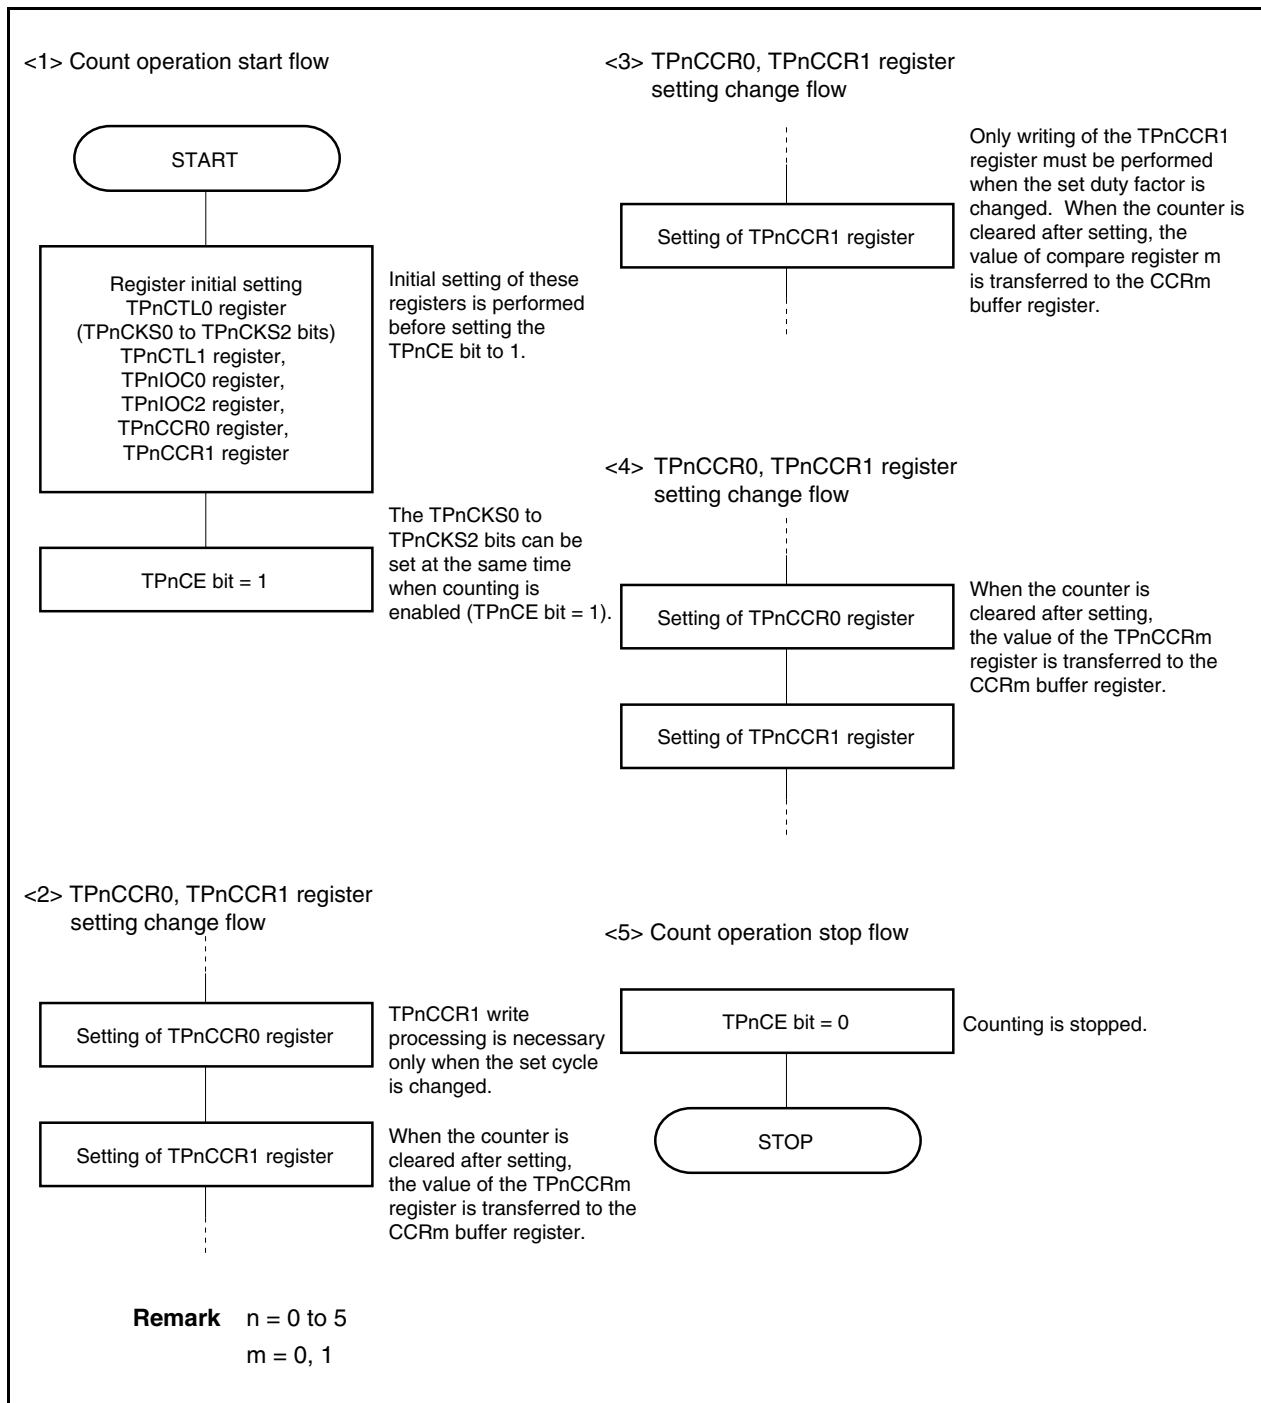 <1> Count operation start flow
START
Register initial setting
TPnCTL0 register
(TPnCKS0 to TPnCKS2 bits)
TPnCTL1 register,
TPnIOC0 register,
TPnIOC2 register,
TPnCCR0 register,
TPnCCR1 register
Initial setting of these
registers is performed
before setting the
TPnCE bit to 1.
TPnCE bit = 1
The TPnCKS0 to
TPnCKS2 bits can be
set at the same time
when counting is
enabled (TPnCE bit = 1).
<2> TPnCCR0, TPnCCR1 register
setting change flow
Setting of TPnCCR0 register
TPnCCR1 write
processing is necessary
only when the set cycle
is changed.
Setting of TPnCCR1 register
When the counter is
cleared after setting,
the value of the TPnCCRm
register is transferred to the
CCRm buffer register.
<3> TPnCCR0, TPnCCR1 register
setting change flow
Setting of TPnCCR1 register
Only writing of the TPnCCR1
register must be performed
when the set duty factor is
changed. When the counter is
cleared after setting, the
value of compare register m
is transferred to the CCRm
buffer register.
<4> TPnCCR0, TPnCCR1 register
setting change flow
Setting of TPnCCR0 register
When the counter is
cleared after setting,
the value of the TPnCCRm
register is transferred to the
CCRm buffer register.
Setting of TPnCCR1 register
<5> Count operation stop flow
TPnCE bit = 0
Counting is stopped.
STOP
Remark n = 0 to 5
m = 0, 1